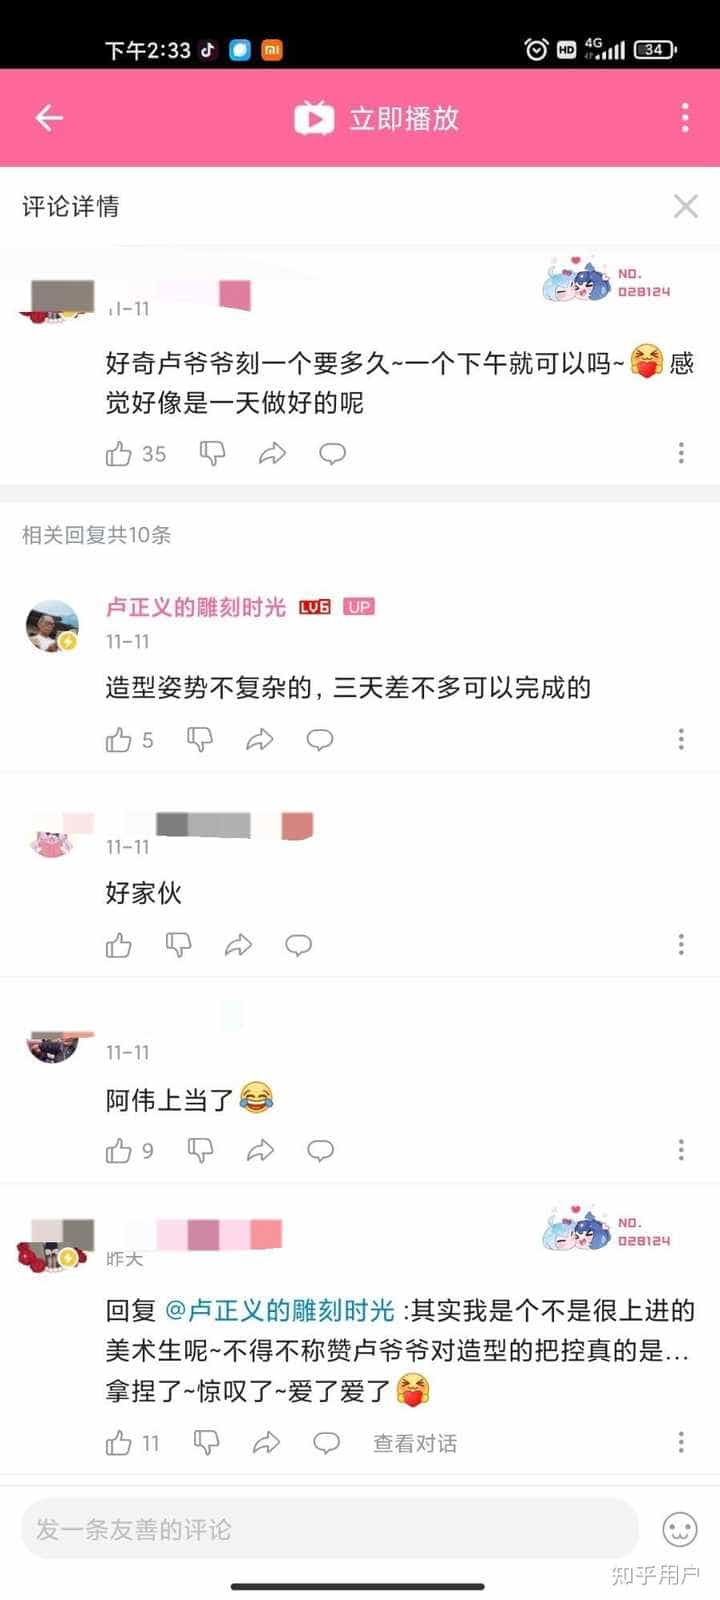 下午2:33
HD 4G 34
立即播放
评论详情
NO.
028124
11-11
好奇卢爷爷刻一个要多久~一个下午就可以吗~感
觉好像是一天做好的呢
35
相关回复共10条
卢正义的雕刻时光 LV6 UP
11-11
造型姿势不复杂的,三天差不多可以完成的
5
11-11
好家伙
11-11
阿伟上当了
9
NO.
028124
昨天
回复 @卢正义的雕刻时光 :其实我是个不是很上进的
美术生呢~不得不称赞卢爷爷对造型的把控真的是...
拿捏了~惊叹了~爱了爱了
11 查看对话
发一条友善的评论
知乎用户